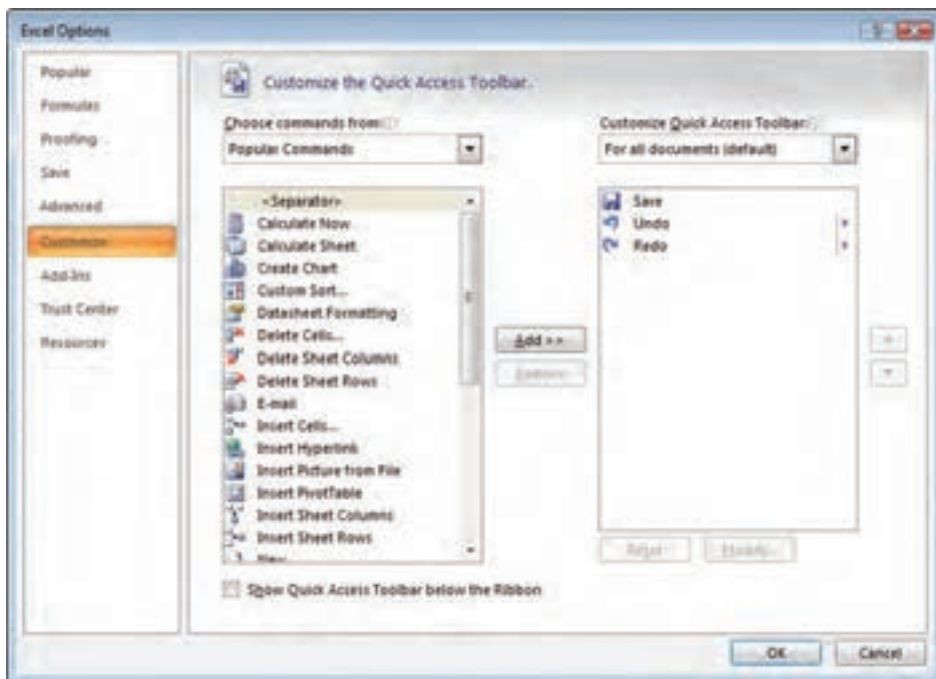 Excel Options
Popular
Formulas
Proofing
Save
Advanced
Customize
Add-Ins
Trust Center
Resources
Customize the Quick Access Toolbar.
Choose commands from:
Popular Commands
<Separator>
Calculate Now
Calculate Sheet
Create Chart
Custom Sort...
Datasheet Formatting
Delete Cells...
Delete Sheet Columns
Delete Sheet Rows
E-mail
Insert Cells...
Insert Hyperlink
Insert Picture from File
Insert PivotTable
Insert Sheet Columns
Insert Sheet Rows
New
Show Quick Access Toolbar below the Ribbon
Add >>
Remove
Customize Quick Access Toolbar:
For all documents (default)
Save
Undo
Redo
Reset
Modify...
OK
Cancel